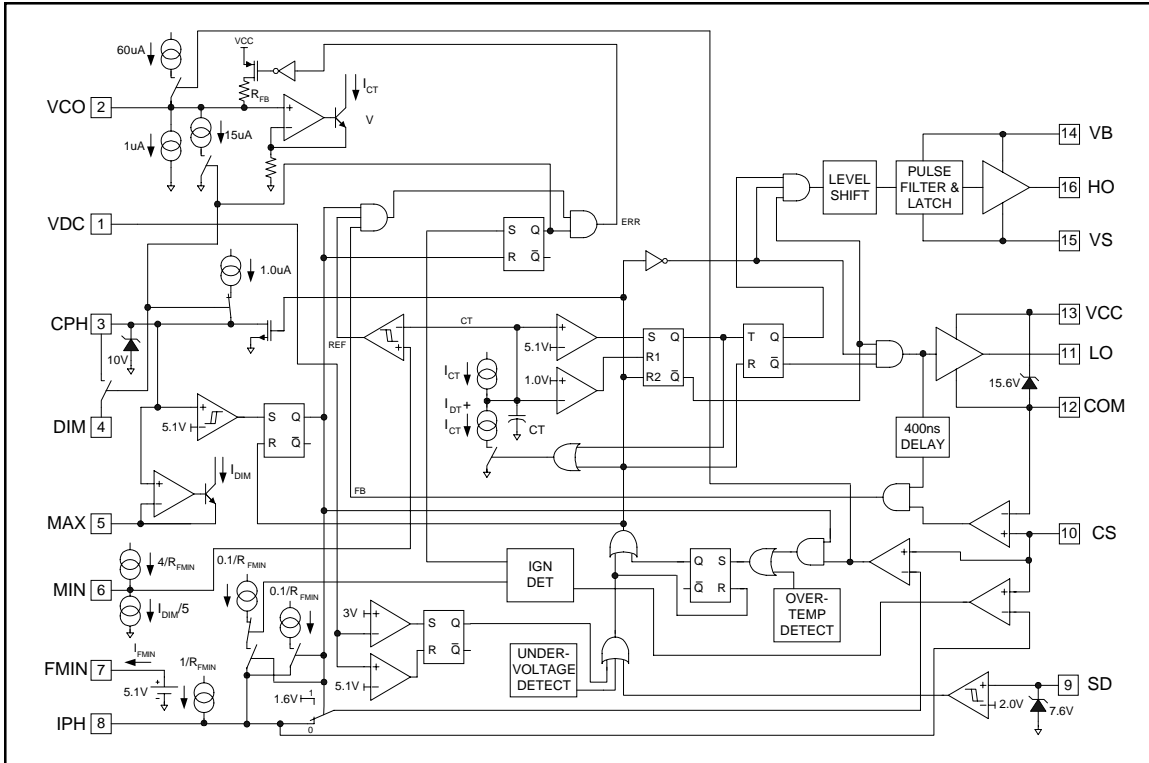 60uA
VCC
R_FB
I_CT
V
VCO 2
1uA
15uA
VDC 1
1.0uA
CPH 3
10V
DIM 4
5.1V
S Q
R Q̅
I_DIM
MAX 5
4/R_FMIN
MIN 6
I_DIM/5
0.1/R_FMIN
0.1/R_FMIN
I_FMIN
FMIN 7
5.1V
1/R_FMIN
IPH 8
1.6V
1
0
S Q
R Q̅
ERR
REF
CT
5.1V
1.0V
I_CT
I_DT+
I_CT
CT
S Q
R1
R2 Q̅
T Q
R Q̅
FB
IGN
DET
3V
5.1V
S Q
R Q̅
UNDER-
VOLTAGE
DETECT
Q S
Q̅ R
OVER-
TEMP
DETECT
LEVEL
SHIFT
PULSE
FILTER &
LATCH
14 VB
16 HO
15 VS
13 VCC
11 LO
15.6V
12 COM
400ns
DELAY
10 CS
9 SD
2.0V
7.6V